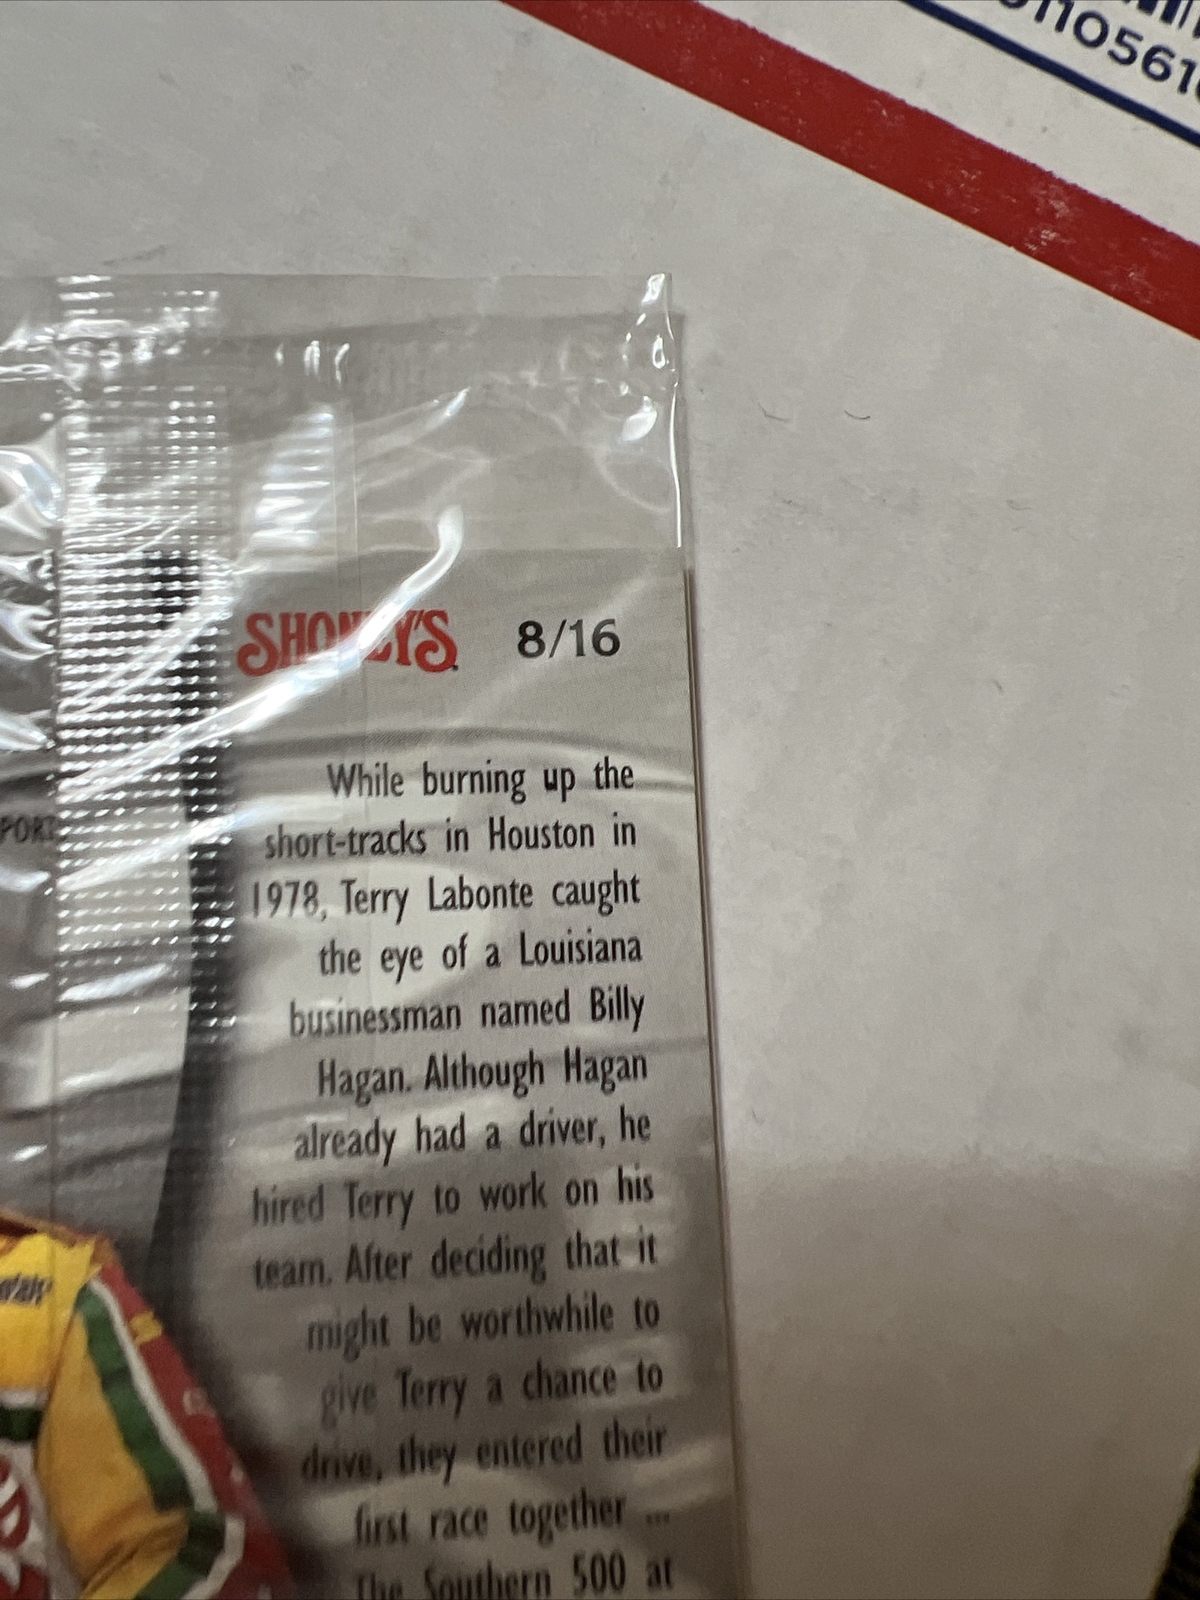 SHONEY'S 8/16
While burning up the
short-tracks in Houston in
1978, Terry Labonte caught
the eye of a Louisiana
businessman named Billy
Hagan. Although Hagan
already had a driver, he
hired Terry to work on his
team. After deciding that it
might be worthwhile to
give Terry a chance to
drive, they entered their
first race together ...
The Southern 500 at